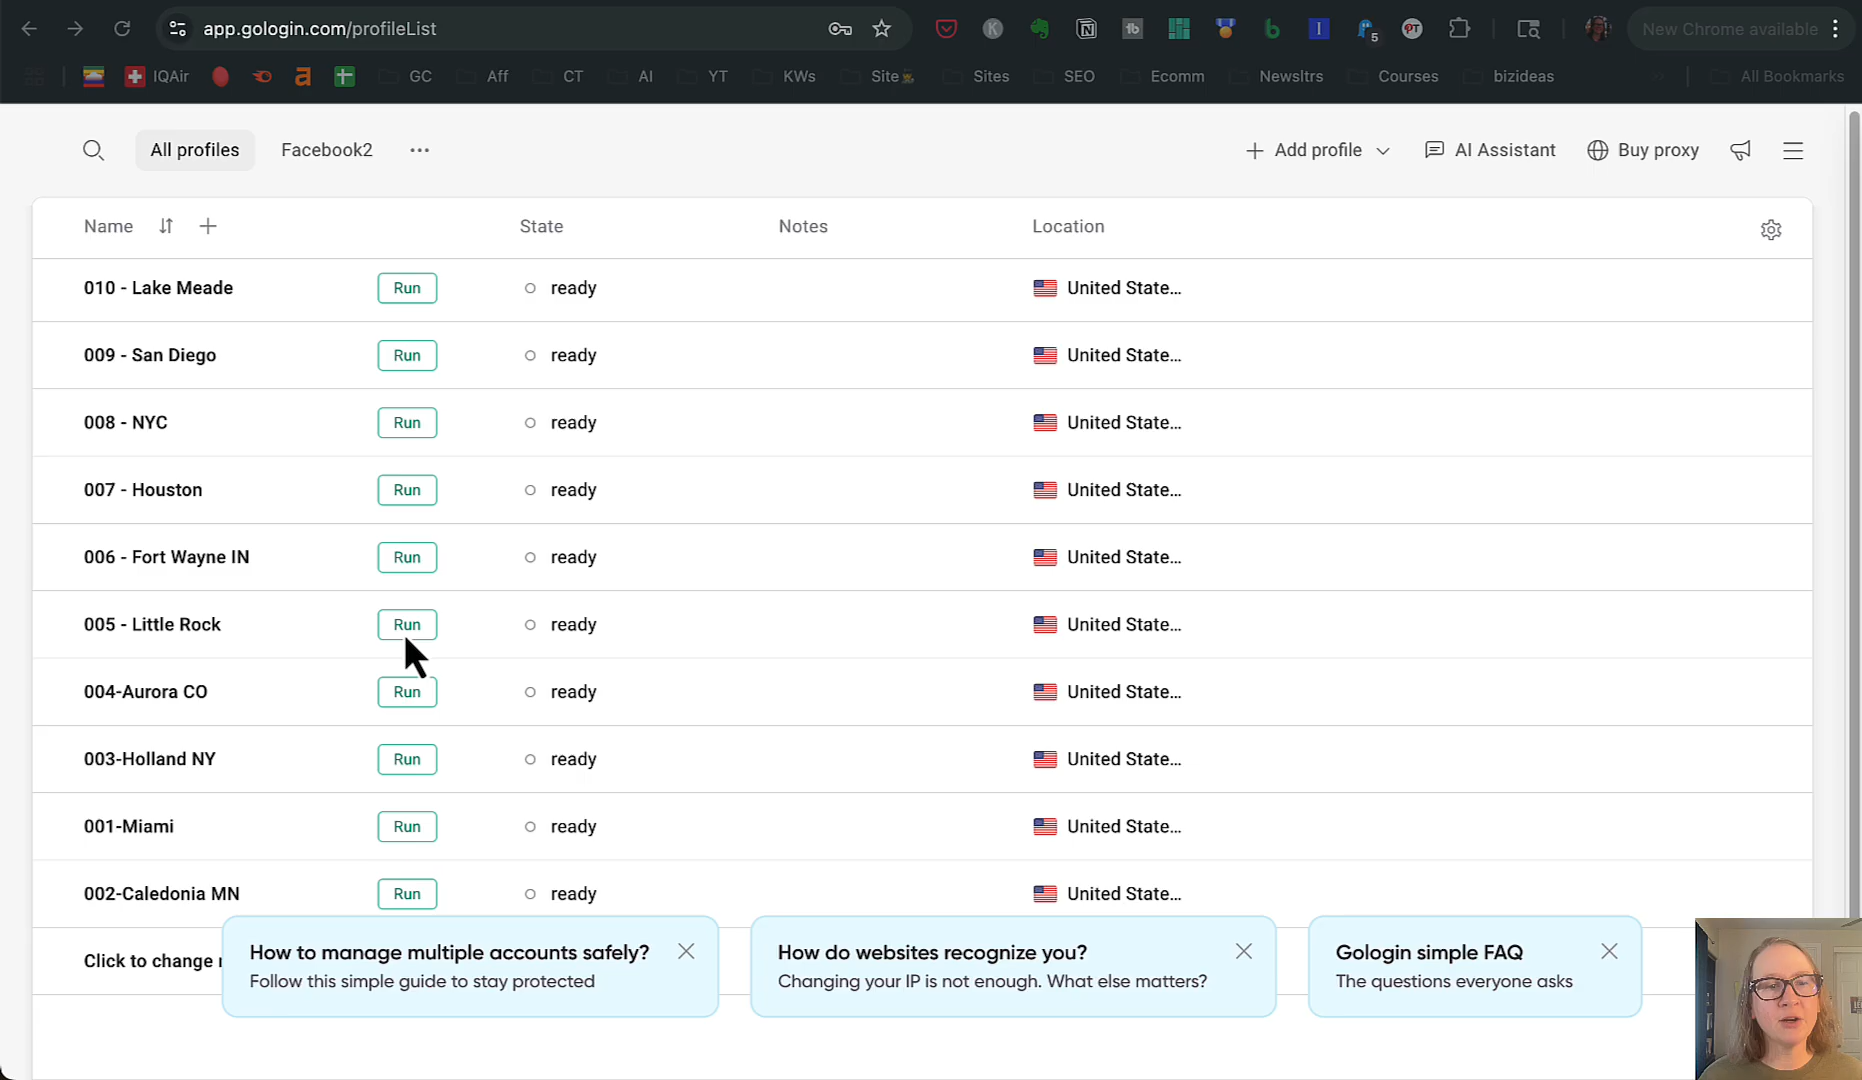 app.gologin.com/profileList
New Chrome available
IQAir
GC
Aff
CT
AI
YT
KWs
Site
Sites
SEO
Ecomm
Newsltrs
Courses
bizideas
All Bookmarks
All profiles
Facebook2
Add profile
AI Assistant
Buy proxy
Name
State
Notes
Location
010 - Lake Meade Run ready United State...
009 - San Diego Run ready United State...
008 - NYC Run ready United State...
007 - Houston Run ready United State...
006 - Fort Wayne IN Run ready United State...
005 - Little Rock Run ready United State...
004-Aurora CO Run ready United State...
003-Holland NY Run ready United State...
001-Miami Run ready United State...
002-Caledonia MN Run ready United State...
Click to change
How to manage multiple accounts safely?
Follow this simple guide to stay protected
How do websites recognize you?
Changing your IP is not enough. What else matters?
Gologin simple FAQ
The questions everyone asks